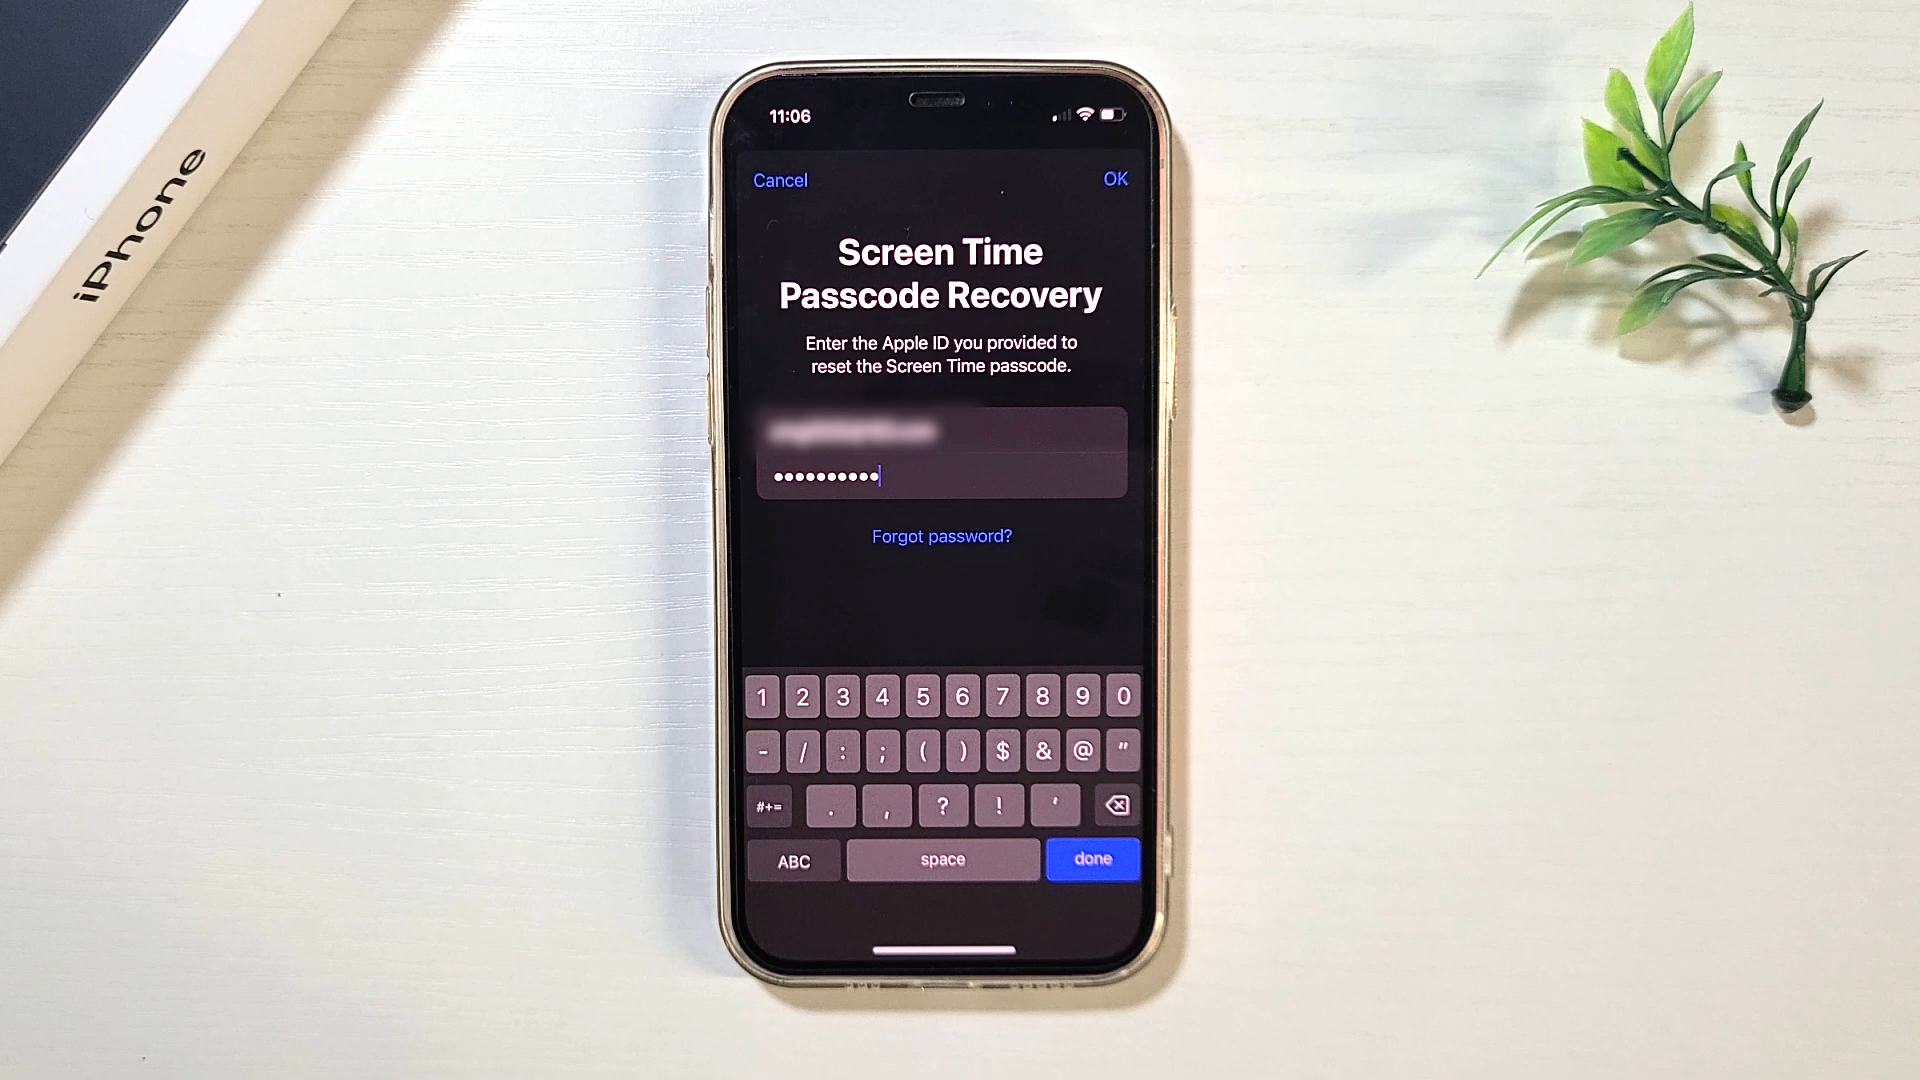 iPhone
11:06
Cancel
OK
Screen Time
Passcode Recovery
Enter the Apple ID you provided to
reset the Screen Time passcode.
••••••••••
Forgot password?
1 2 3 4 5 6 7 8 9 0
- / : ; ( ) $ & @ "
#+= . , ? ! '
ABC space done